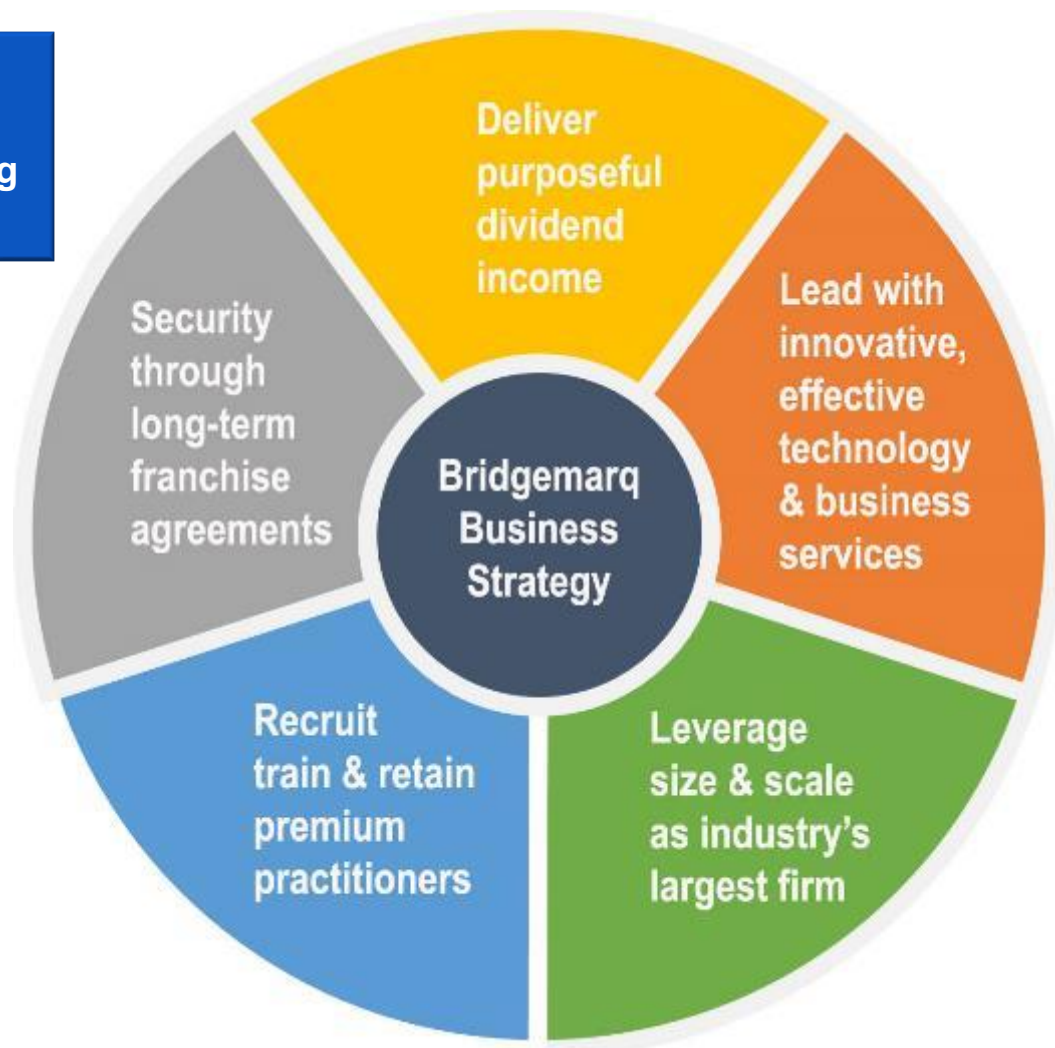 Deliver
purposeful
dividend
income
Lead with
innovative,
effective
technology
& business
services
Leverage
size & scale
as industry’s
largest firm
Recruit
train & retain
premium
practitioners
Security
through
long-term
franchise
agreements
Bridgemarq
Business
Strategy